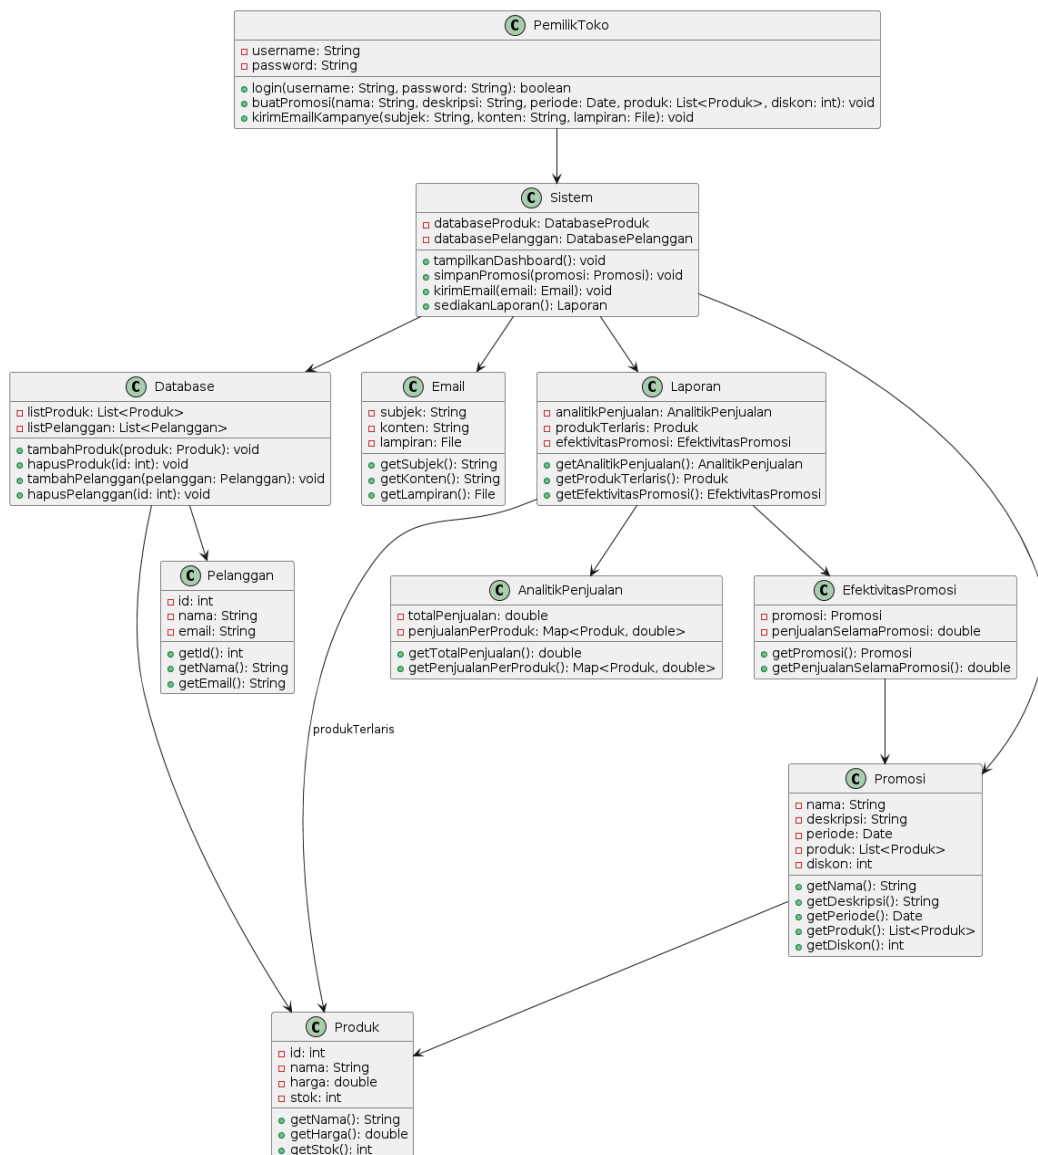 C PemilikToko
username: String
password: String
login(username: String, password: String): boolean
buatPromosi(nama: String, deskripsi: String, periode: Date, produk: List<Produk>, diskon: int): void
kirimEmailKampanye(subjek: String, konten: String, lampiran: File): void
C Sistem
databaseProduk: DatabaseProduk
databasePelanggan: DatabasePelanggan
tampilkanDashboard(): void
simpanPromosi(promosi: Promosi): void
kirimEmail(email: Email): void
sediakanLaporan(): Laporan
C Database
listProduk: List<Produk>
listPelanggan: List<Pelanggan>
tambahProduk(produk: Produk): void
hapusProduk(id: int): void
tambahPelanggan(pelanggan: Pelanggan): void
hapusPelanggan(id: int): void
C Email
subjek: String
konten: String
lampiran: File
getSubjek(): String
getKonten(): String
getLampiran(): File
C Laporan
analitikPenjualan: AnalitikPenjualan
produkTerlaris: Produk
efektivitasPromosi: EfektivitasPromosi
getAnalitikPenjualan(): AnalitikPenjualan
getProdukTerlaris(): Produk
getEfektivitasPromosi(): EfektivitasPromosi
C Pelanggan
id: int
nama: String
email: String
getId(): int
getNama(): String
getEmail(): String
C AnalitikPenjualan
totalPenjualan: double
penjualanPerProduk: Map<Produk, double>
getTotalPenjualan(): double
getPenjualanPerProduk(): Map<Produk, double>
C EfektivitasPromosi
promosi: Promosi
penjualanSelamaPromosi: double
getPromosi(): Promosi
getPenjualanSelamaPromosi(): double
produkTerlaris
C Promosi
nama: String
deskripsi: String
periode: Date
produk: List<Produk>
diskon: int
getNama(): String
getDeskripsi(): String
getPeriode(): Date
getProduk(): List<Produk>
getDiskon(): int
C Produk
id: int
nama: String
harga: double
stok: int
getNama(): String
getHarga(): double
getStok(): int